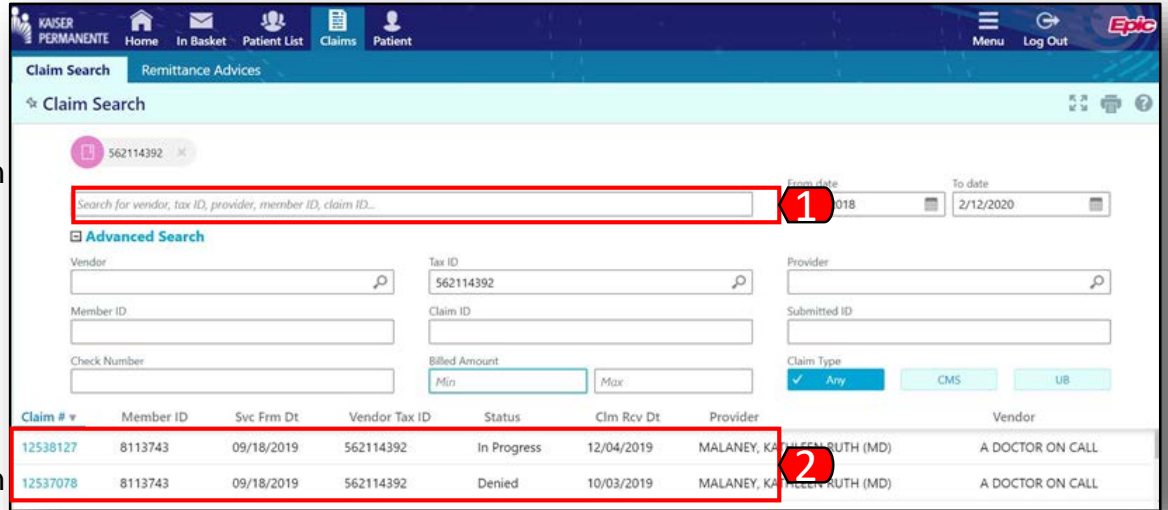 KAISER PERMANENTE Home In Basket Patient List Claims Patient Menu Log Out Epic
Claim Search Remittance Advices
Claim Search
562114392
From date To date
Search for vendor, tax ID, provider, member ID, claim ID... 1 018 2/12/2020
Advanced Search
Vendor Tax ID Provider
562114392
Member ID Claim ID Submitted ID
Check Number Billed Amount Claim Type
Min Max Any CMS UB
Claim # Member ID Svc Frm Dt Vendor Tax ID Status Clm Rcv Dt Provider Vendor
12538127 8113743 09/18/2019 562114392 In Progress 12/04/2019 MALANEY, KATHLEEN RUTH (MD) A DOCTOR ON CALL
2
12537078 8113743 09/18/2019 562114392 Denied 10/03/2019 MALANEY, KATHLEEN RUTH (MD) A DOCTOR ON CALL